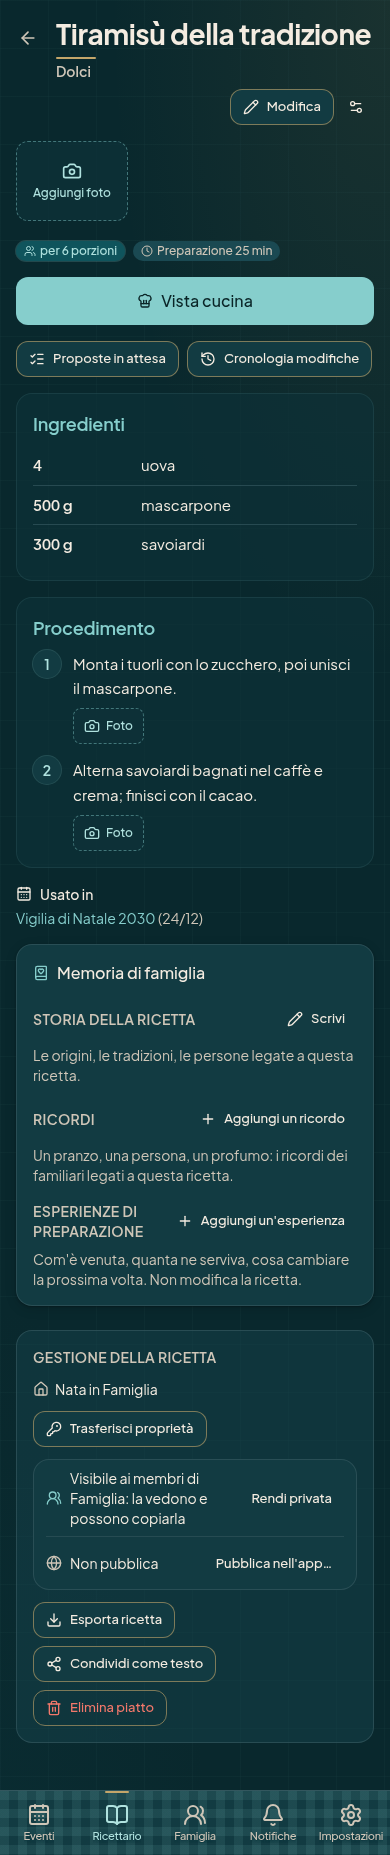 Tiramisù della tradizione
Dolci
Modifica
Aggiungi foto
per 6 porzioni
Preparazione 25 min
Vista cucina
Proposte in attesa
Cronologia modifiche
Ingredienti
4 uova
500 g mascarpone
300 g savoiardi
Procedimento
1 Monta i tuorli con lo zucchero, poi unisci
il mascarpone.
Foto
2 Alterna savoiardi bagnati nel caffè e
crema; finisci con il cacao.
Foto
Usato in
Vigilia di Natale 2030 (24/12)
Memoria di famiglia
STORIA DELLA RICETTA
Scrivi
Le origini, le tradizioni, le persone legate a questa
ricetta.
RICORDI
Aggiungi un ricordo
Un pranzo, una persona, un profumo: i ricordi dei
familiari legati a questa ricetta.
ESPERIENZE DI
PREPARAZIONE
Aggiungi un'esperienza
Com'è venuta, quanta ne serviva, cosa cambiare
la prossima volta. Non modifica la ricetta.
GESTIONE DELLA RICETTA
Nata in Famiglia
Trasferisci proprietà
Visibile ai membri di
Famiglia: la vedono e
possono copiarla
Rendi privata
Non pubblica
Pubblica nell'app…
Esporta ricetta
Condividi come testo
Elimina piatto
Eventi
Ricettario
Famiglia
Notifiche
Impostazioni